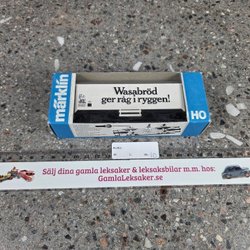 märklin
Wasabröd
ger råg i ryggen!
HO
Sälj dina gamla leksaker & leksaksbilar m.m. hos:
GamlaLeksaker.se